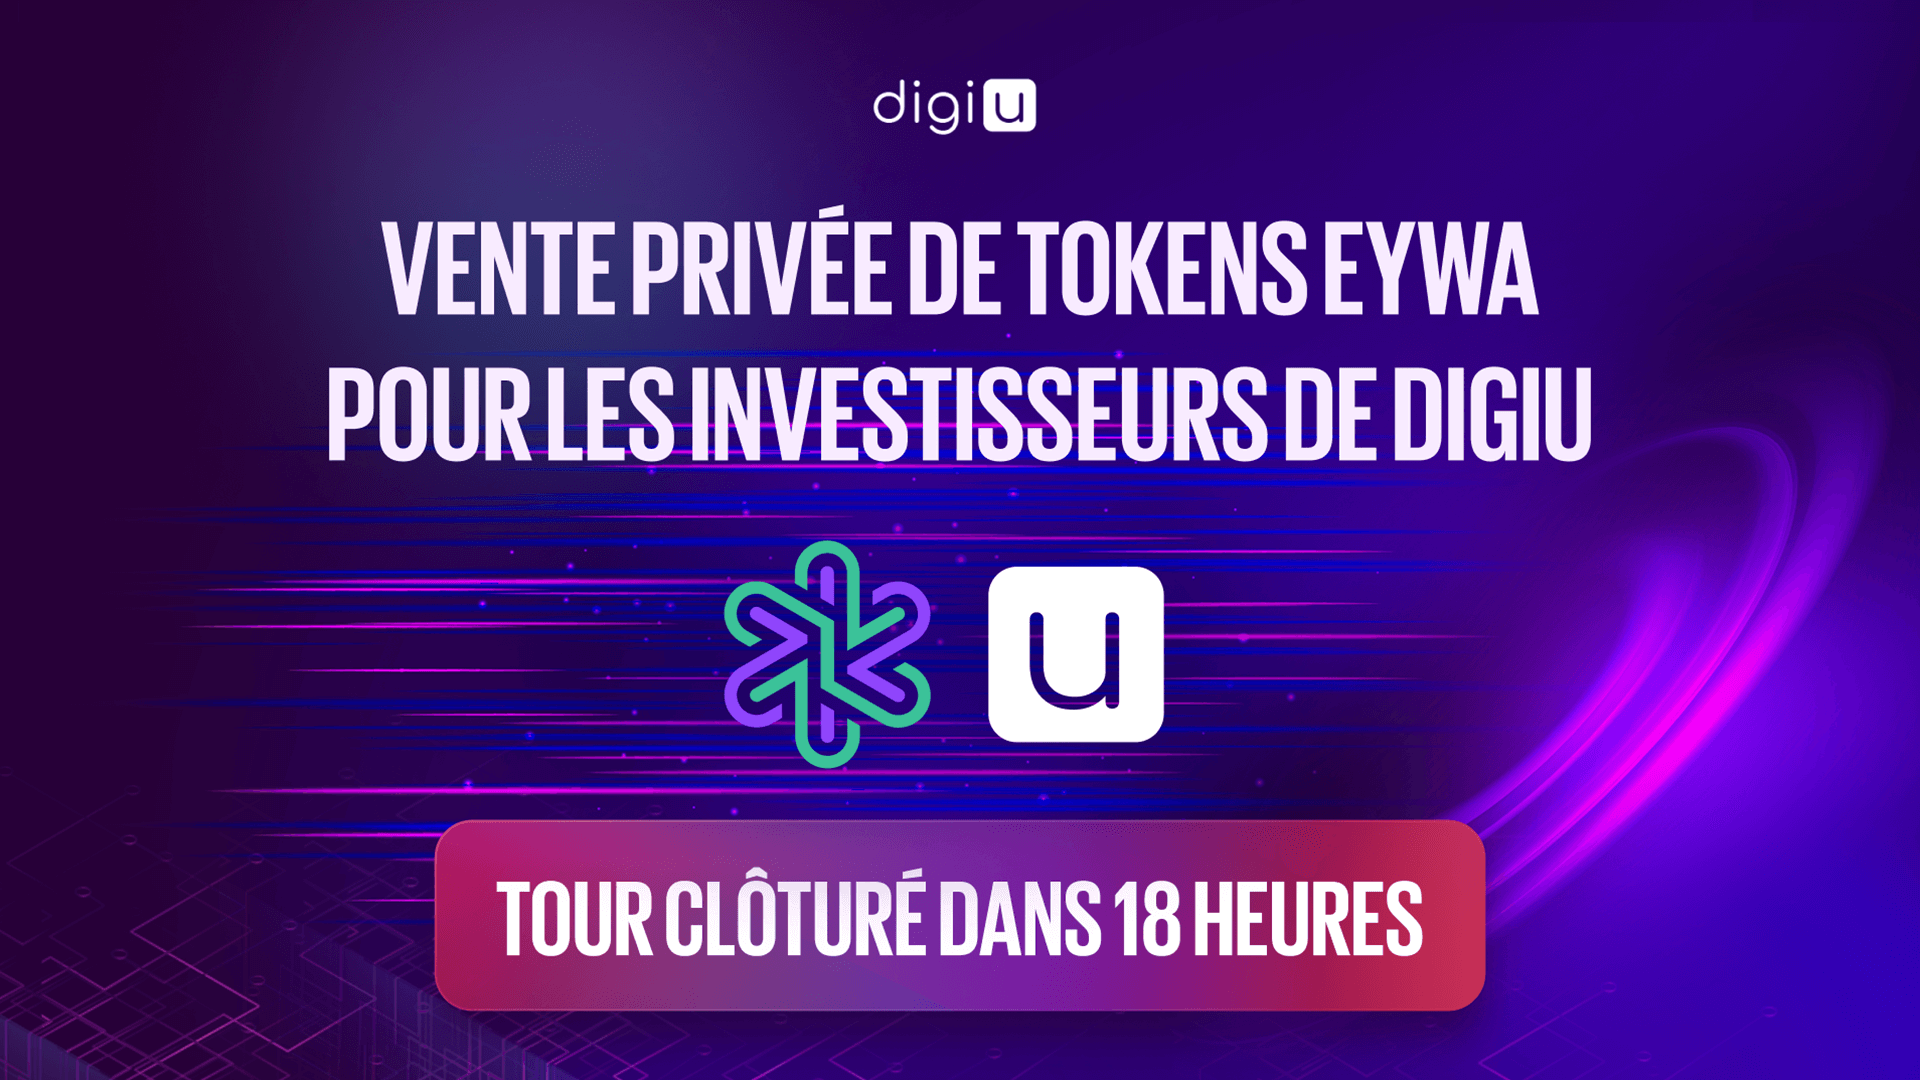 digiu
VENTE PRIVÉE DE TOKENS EYWA
POUR LES INVESTISSEURS DE DIGIU
u
TOUR CLÔTURÉ DANS 18 HEURES